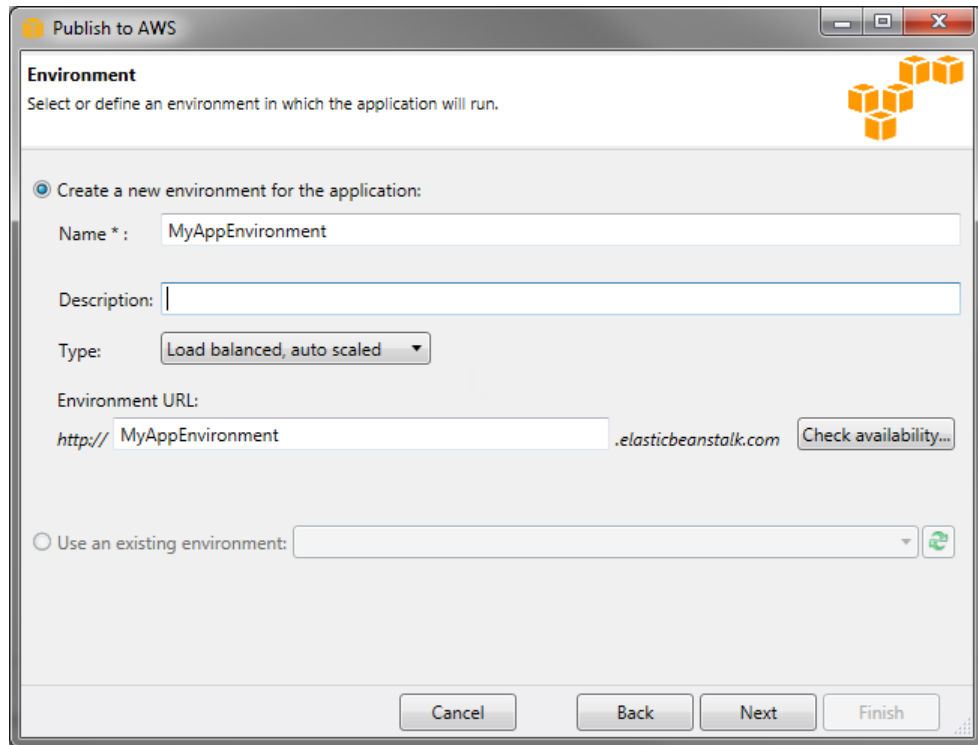 Publish to AWS
Environment
Select or define an environment in which the application will run.
Create a new environment for the application:
Name * : MyAppEnvironment
Description:
Type: Load balanced, auto scaled
Environment URL:
http:// MyAppEnvironment .elasticbeanstalk.com Check availability...
Use an existing environment:
Cancel Back Next Finish